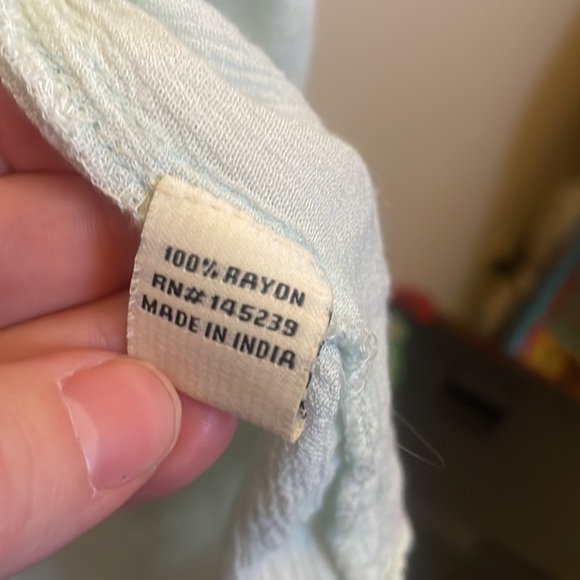 100% RAYON
RN# 145239
MADE IN INDIA